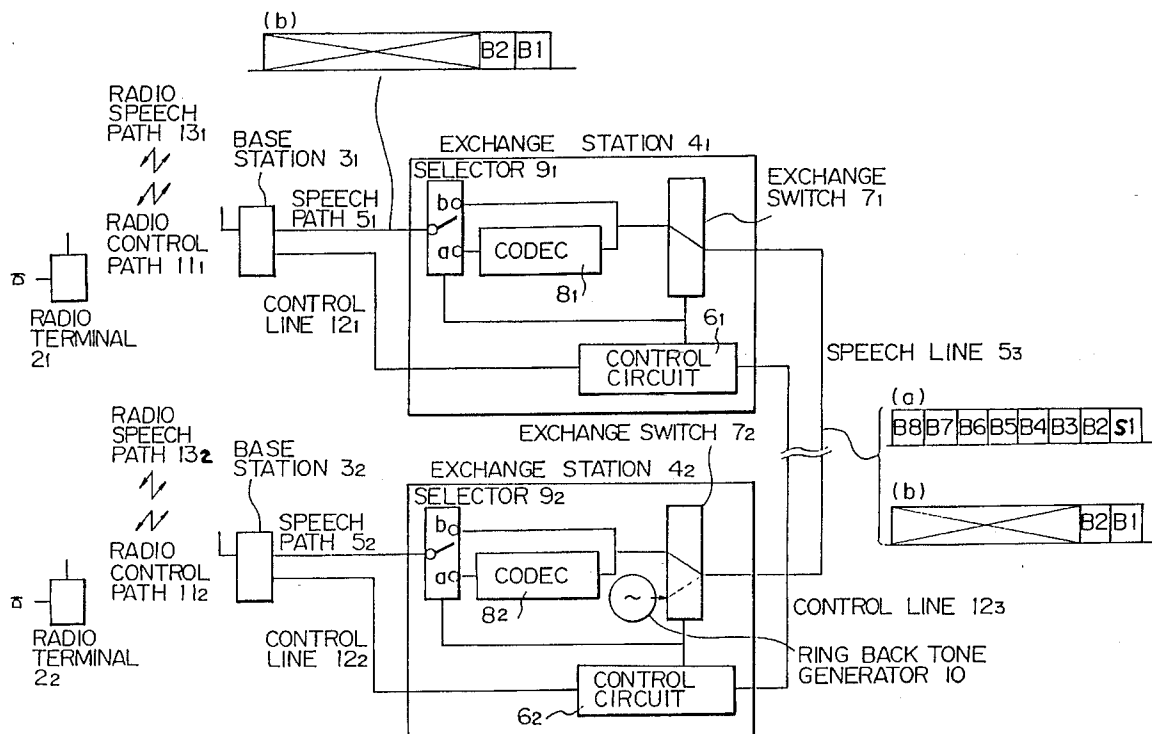 (b)
B2 B1
RADIO
SPEECH
PATH 13₁
BASE
STATION 3₁
RADIO
CONTROL
PATH 11₁
RADIO
TERMINAL
2₁
SPEECH
PATH 5₁
CONTROL
LINE 12₁
EXCHANGE STATION 4₁
SELECTOR 9₁
b
a
CODEC
8₁
EXCHANGE
SWITCH 7₁
6₁
CONTROL
CIRCUIT
SPEECH LINE 5₃
(a)
B8 B7 B6 B5 B4 B3 B2 S1
(b)
B2 B1
RADIO
SPEECH
PATH 13₂
BASE
STATION 3₂
RADIO
CONTROL
PATH 11₂
RADIO
TERMINAL
2₂
SPEECH
PATH 5₂
CONTROL
LINE 12₂
EXCHANGE SWITCH 7₂
EXCHANGE STATION 4₂
SELECTOR 9₂
b
a
CODEC
8₂
~
CONTROL LINE 12₃
RING BACK TONE
GENERATOR 10
CONTROL
CIRCUIT
6₂